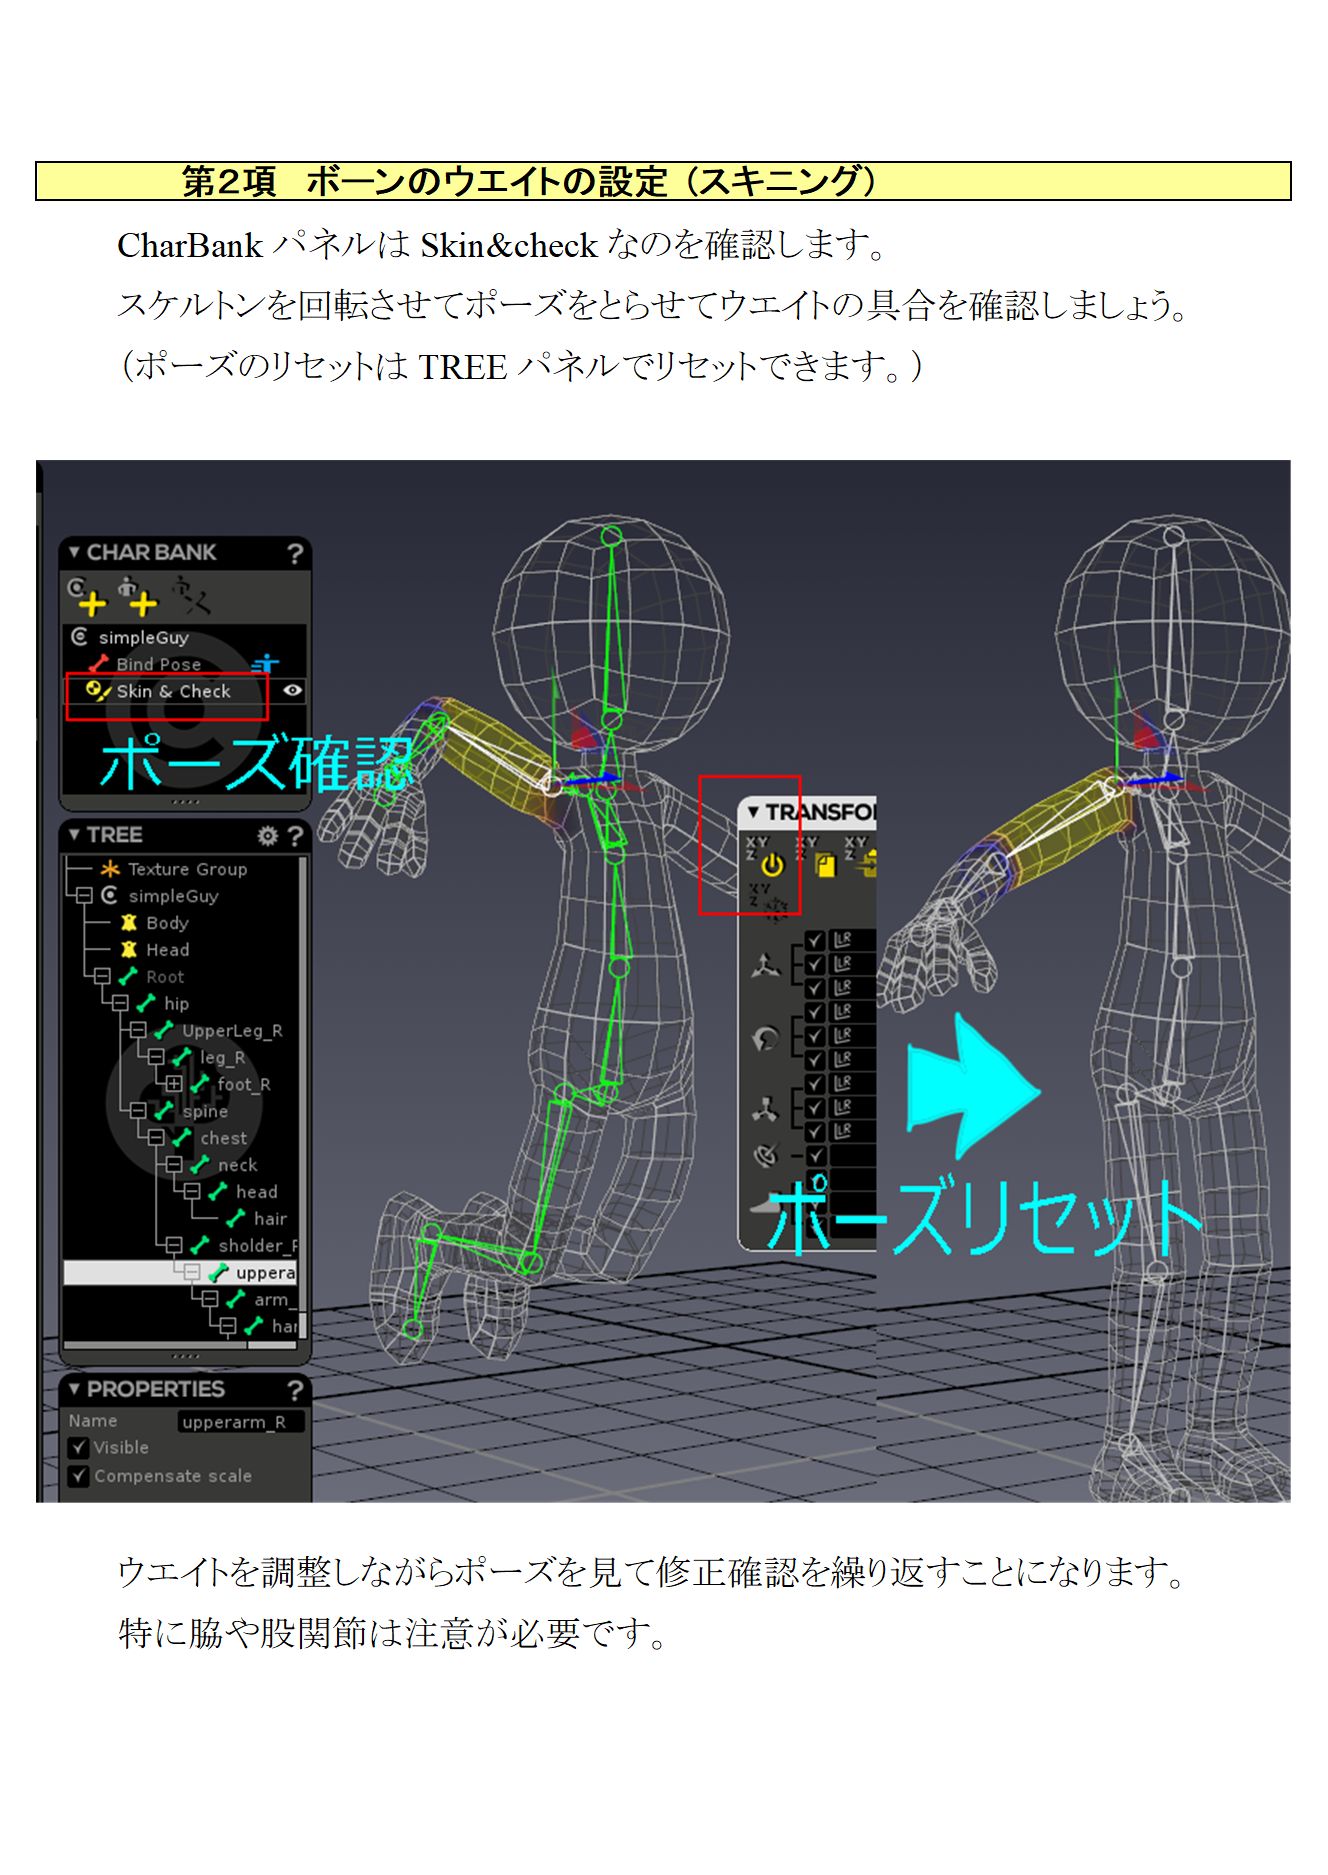 第２項　ボーンのウエイトの設定（スキニング）
CharBank パネルは Skin&check なのを確認します。
スケルトンを回転させてポーズをとらせてウエイトの具合を確認しましょう。
（ポーズのリセットは TREE パネルでリセットできます。）
CHAR BANK ?
simpleGuy
Bind Pose
Skin & Check
ポーズ確認
TREE ?
Texture Group
simpleGuy
Body
Head
Root
hip
UpperLeg_R
leg_R
foot_R
spine
chest
neck
head
hair
sholder_R
uppera
arm_
har
PROPERTIES ?
Name upperarm_R
Visible
Compensate scale
TRANSFOR
XYZ XY XY
XYZ
LR
LR
LR
LR
LR
LR
LR
LR
LR
ポーズリセット
ウエイトを調整しながらポーズを見て修正確認を繰り返すことになります。
特に脇や股関節は注意が必要です。